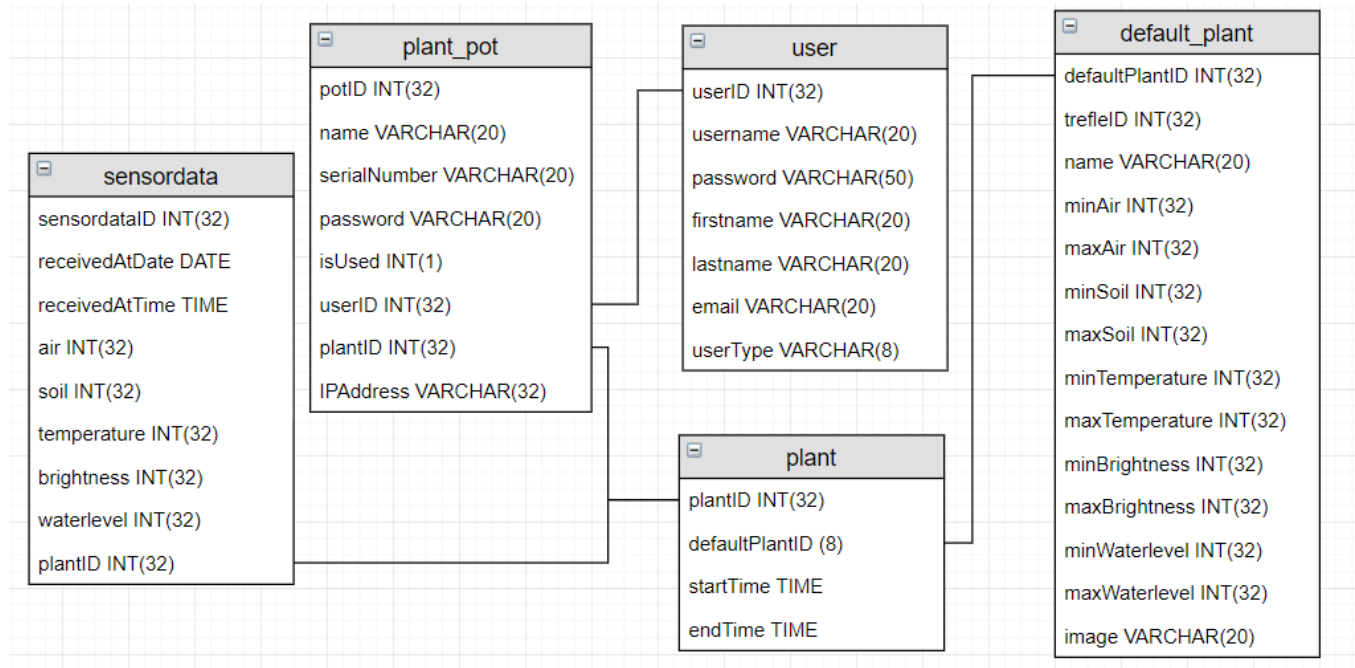 sensordata
sensordataID INT(32)
receivedAtDate DATE
receivedAtTime TIME
air INT(32)
soil INT(32)
temperature INT(32)
brightness INT(32)
waterlevel INT(32)
plantID INT(32)
plant_pot
potID INT(32)
name VARCHAR(20)
serialNumber VARCHAR(20)
password VARCHAR(20)
isUsed INT(1)
userID INT(32)
plantID INT(32)
IPAddress VARCHAR(32)
user
userID INT(32)
username VARCHAR(20)
password VARCHAR(50)
firstname VARCHAR(20)
lastname VARCHAR(20)
email VARCHAR(20)
userType VARCHAR(8)
plant
plantID INT(32)
defaultPlantID (8)
startTime TIME
endTime TIME
default_plant
defaultPlantID INT(32)
trefleID INT(32)
name VARCHAR(20)
minAir INT(32)
maxAir INT(32)
minSoil INT(32)
maxSoil INT(32)
minTemperature INT(32)
maxTemperature INT(32)
minBrightness INT(32)
maxBrightness INT(32)
minWaterlevel INT(32)
maxWaterlevel INT(32)
image VARCHAR(20)